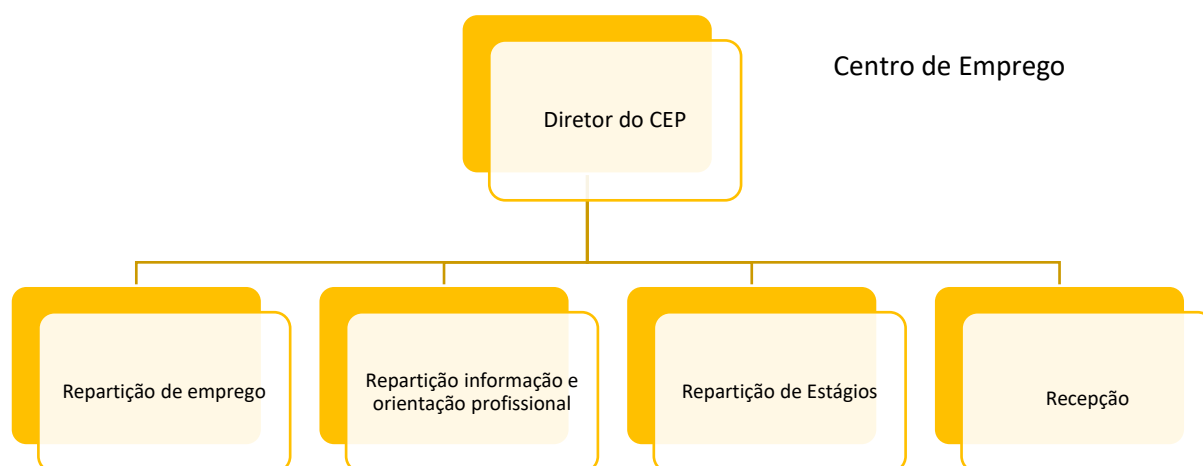 Centro de Emprego
Diretor do CEP
Repartição de emprego
Repartição informação e
orientação profissional
Repartição de Estágios
Recepção